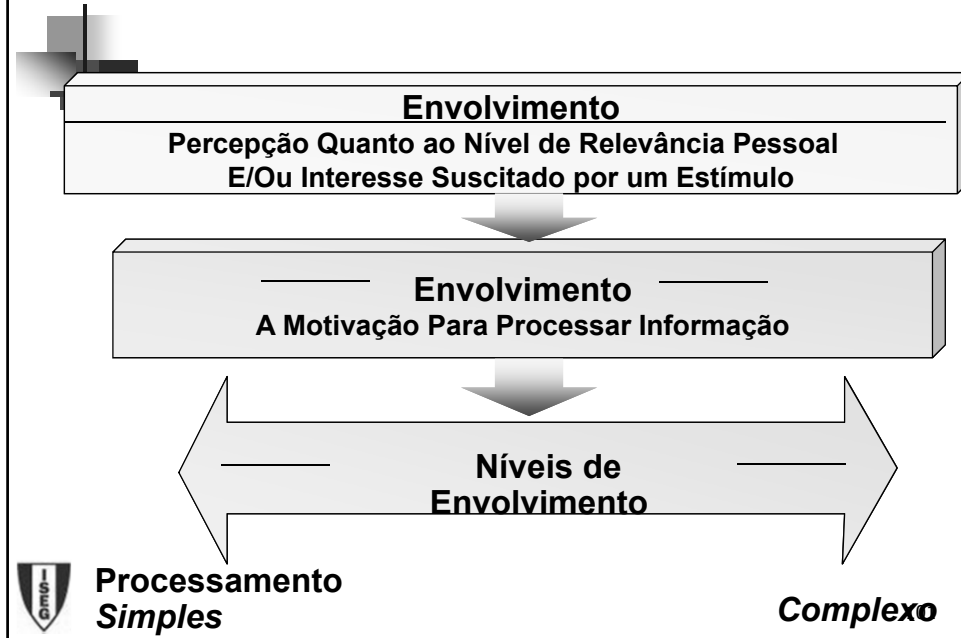 Envolvimento
Percepção Quanto ao Nível de Relevância Pessoal
E/Ou Interesse Suscitado por um Estímulo
Envolvimento
A Motivação Para Processar Informação
Níveis de
Envolvimento
ISEG
Processamento
Simples
Complexo